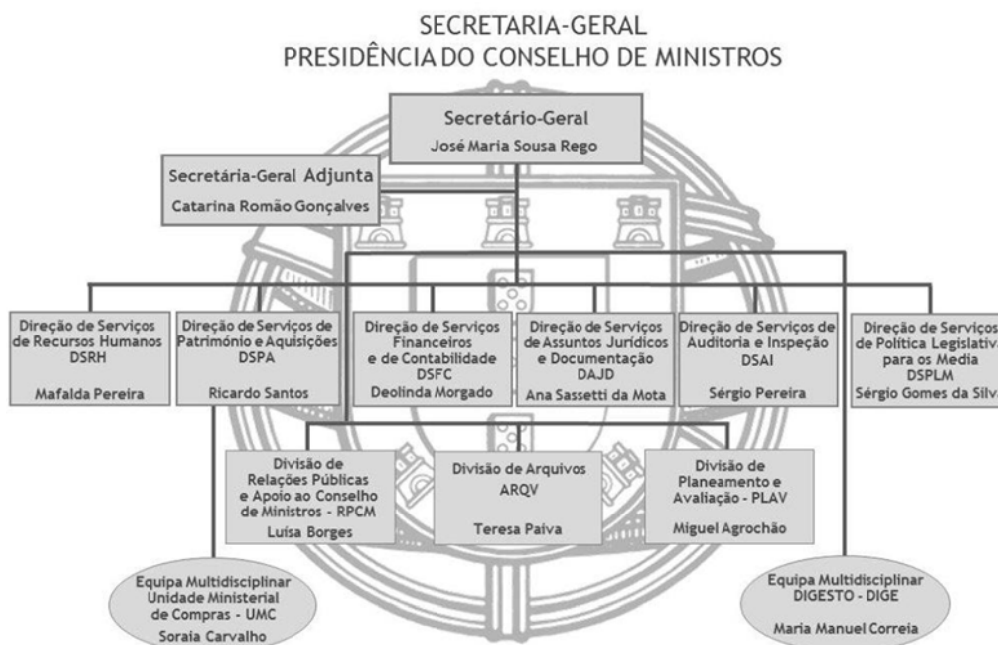 SECRETARIA-GERAL
PRESIDÊNCIA DO CONSELHO DE MINISTROS
Secretário-Geral
José Maria Sousa Rego
Secretária-Geral Adjunta
Catarina Romão Gonçalves
Direção de Serviços
de Recursos Humanos
DSRH
Mafalda Pereira
Direção de Serviços de
Património e Aquisições
DSPA
Ricardo Santos
Direção de Serviços
Financeiros
e de Contabilidade
DSFC
Deolinda Morgado
Direção de Serviços
de Assuntos Jurídicos
e Documentação
DAJD
Ana Sassetti da Mota
Direção de Serviços de
Auditoria e Inspeção
DSAI
Sérgio Pereira
Direção de Serviços
de Política Legislativa
para os Media
DSPLM
Sérgio Gomes da Silva
Divisão de
Relações Públicas
e Apoio ao Conselho
de Ministros - RPCM
Luísa Borges
Divisão de Arquivos
ARQV
Teresa Paiva
Divisão de
Planeamento e
Avaliação - PLAV
Miguel Agrochão
Equipa Multidisciplinar
Unidade Ministerial
de Compras - UMC
Soraia Carvalho
Equipa Multidisciplinar
DIGESTO - DIGE
Maria Manuel Correia